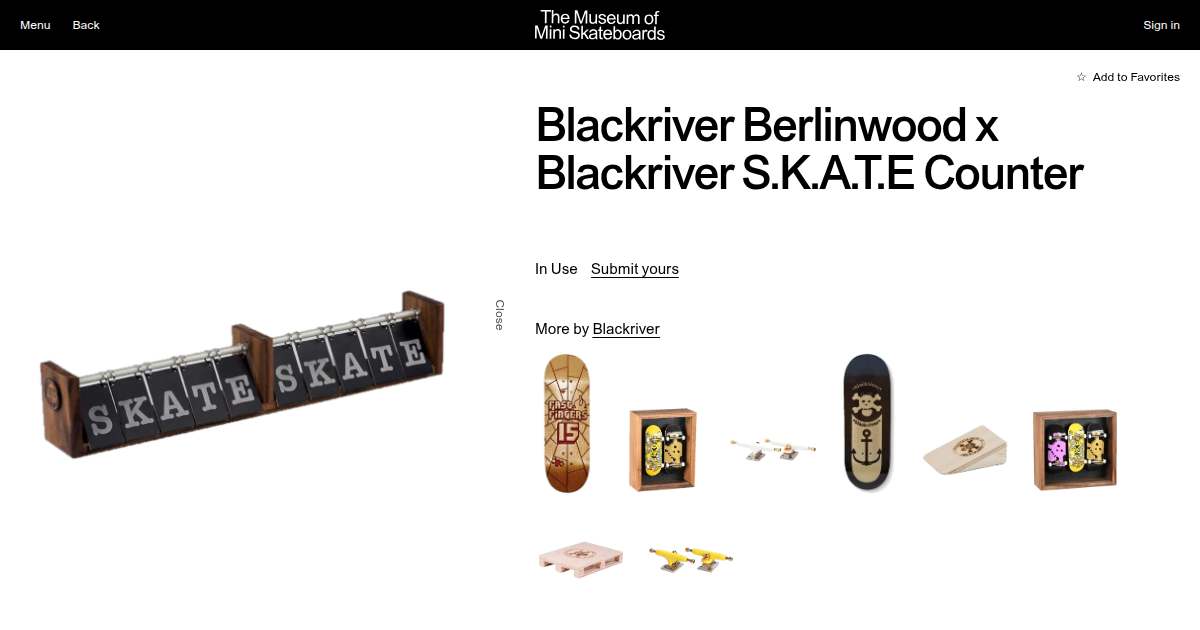 Menu
Back
The Museum of
Mini Skateboards
Sign in
☆ Add to Favorites
Blackriver Berlinwood x
Blackriver S.K.A.T.E Counter
In Use Submit yours
Close
More by Blackriver
SKATE SKATE
FAST
FINGERS
15